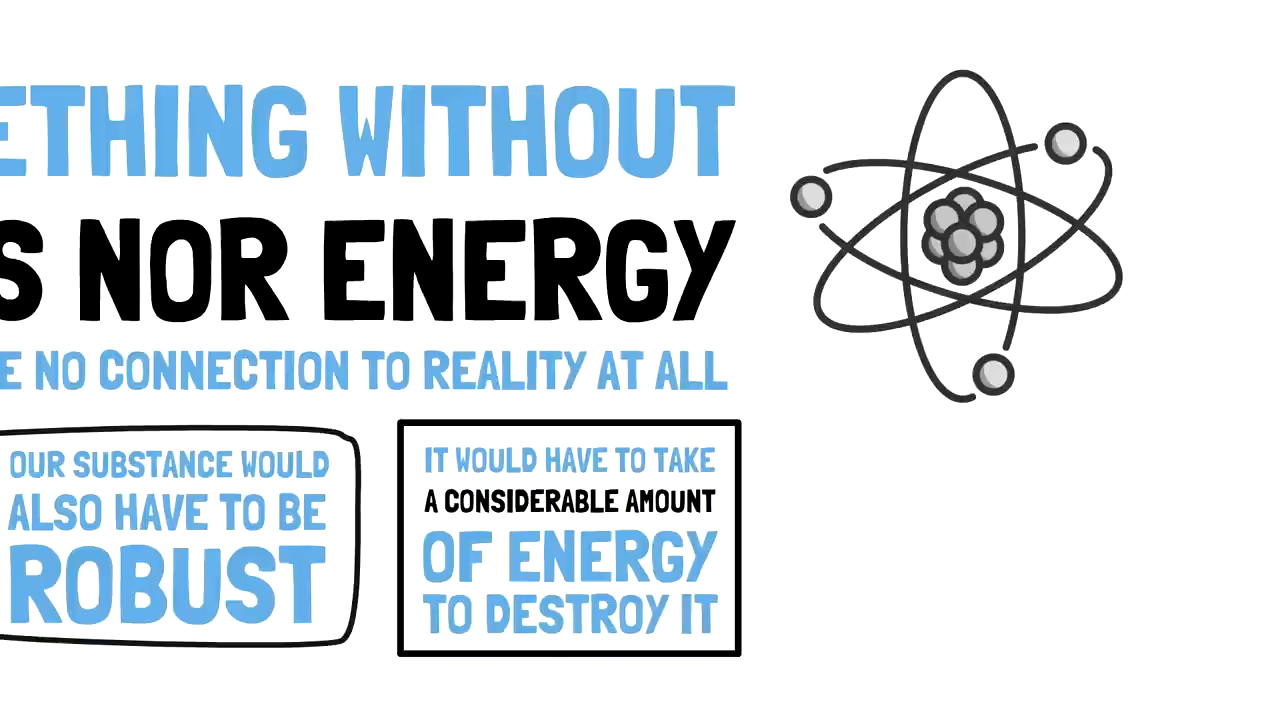 ETHING WITHOUT
S NOR ENERGY
E NO CONNECTION TO REALITY AT ALL
OUR SUBSTANCE WOULD
ALSO HAVE TO BE
ROBUST
IT WOULD HAVE TO TAKE
A CONSIDERABLE AMOUNT
OF ENERGY
TO DESTROY IT